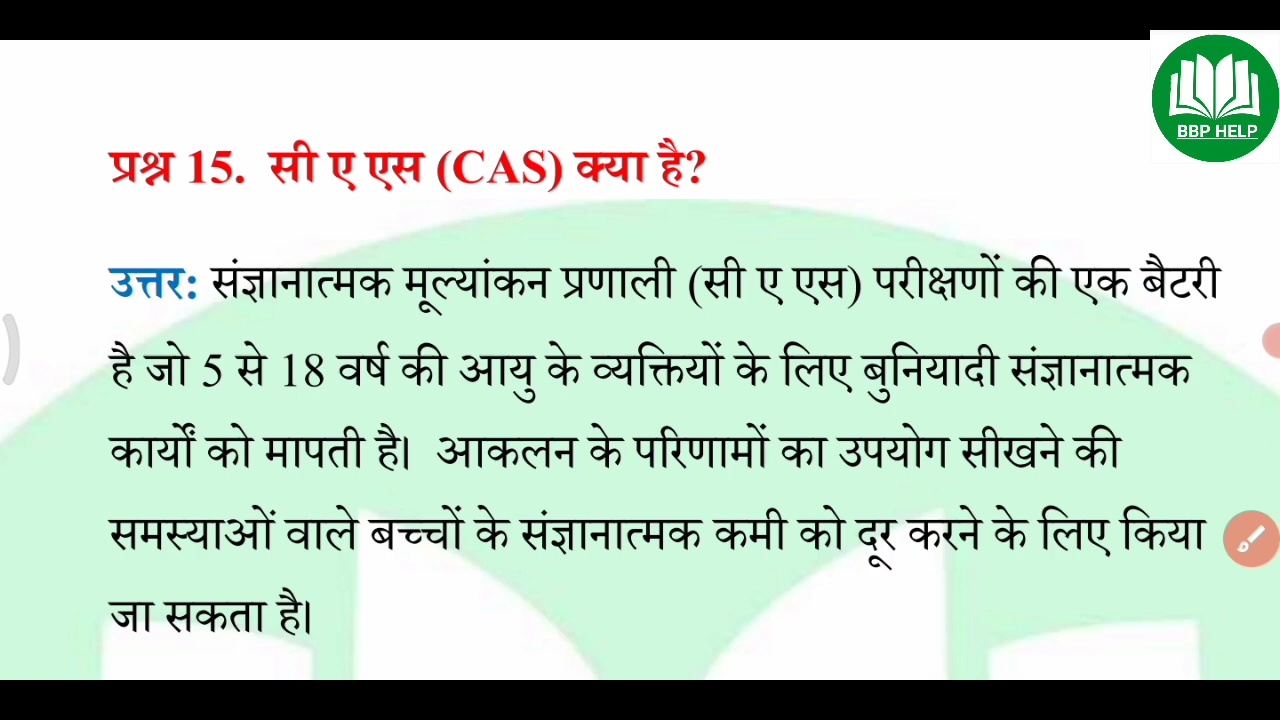 BBP HELP
प्रश्न 15. सी ए एस (CAS) क्या है?
उत्तर: संज्ञानात्मक मूल्यांकन प्रणाली (सी ए एस) परीक्षणों की एक बैटरी
है जो 5 से 18 वर्ष की आयु के व्यक्तियों के लिए बुनियादी संज्ञानात्मक
कार्यों को मापती है। आकलन के परिणामों का उपयोग सीखने की
समस्याओं वाले बच्चों के संज्ञानात्मक कमी को दूर करने के लिए किया
जा सकता है।